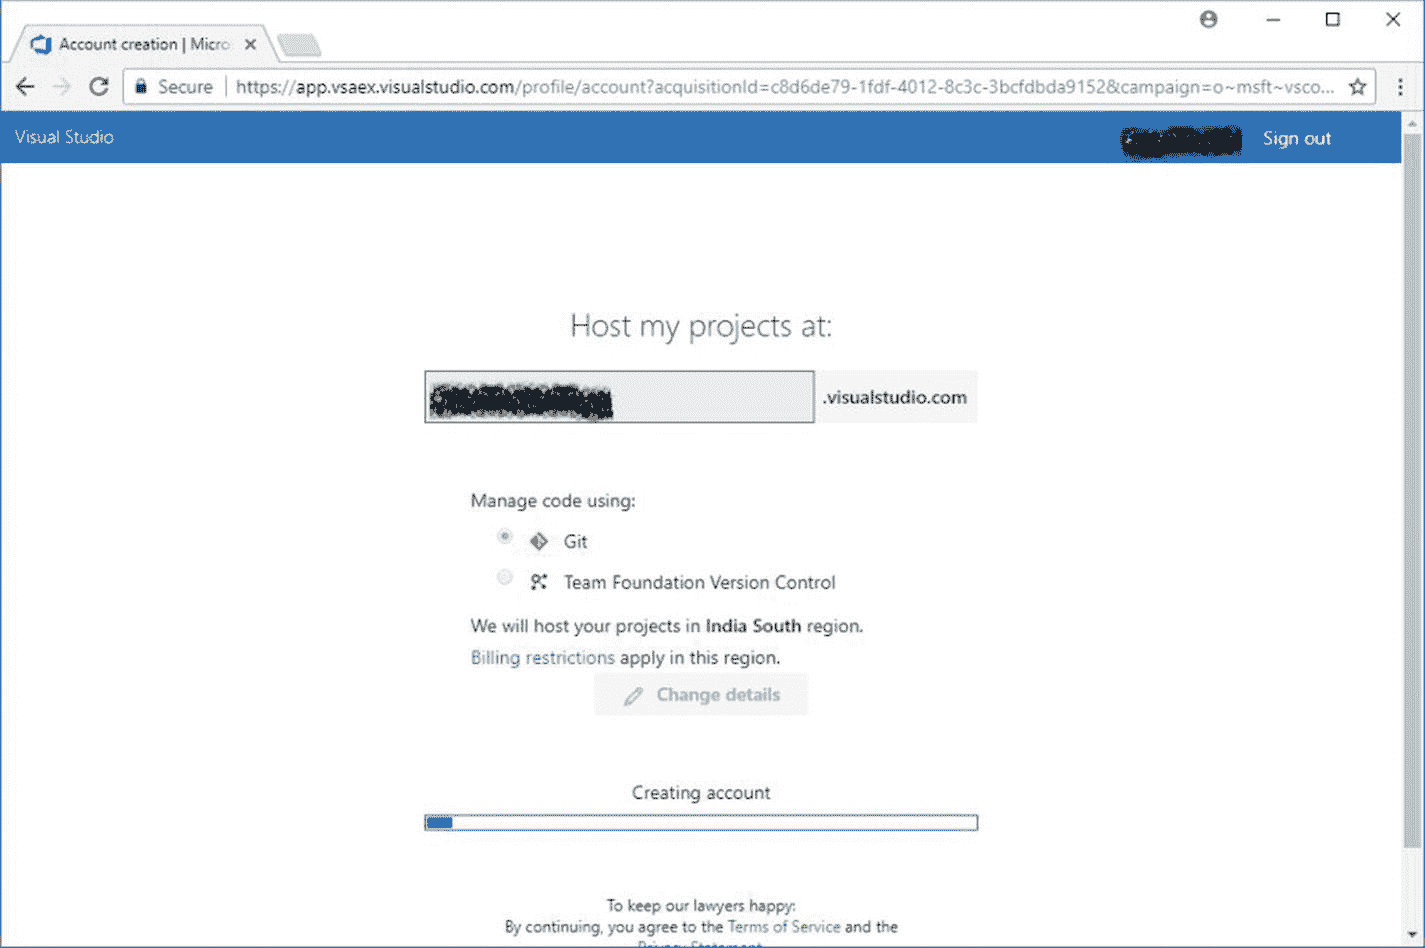 Account creation | Micro
Secure https://app.vsaex.visualstudio.com/profile/account?acquisitionId=c8d6de79-1fdf-4012-8c3c-3bcfdbda9152&campaign=o~msft~vsco...
Visual Studio
Sign out
Host my projects at:
.visualstudio.com
Manage code using:
Git
Team Foundation Version Control
We will host your projects in India South region.
Billing restrictions apply in this region.
Change details
Creating account
To keep our lawyers happy:
By continuing, you agree to the Terms of Service and the
Privacy Statement